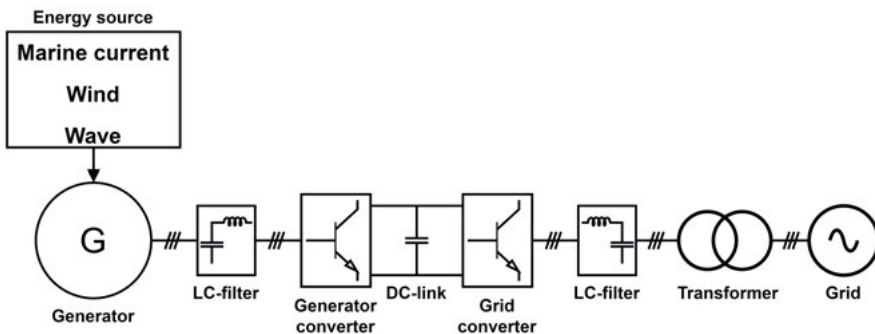 Energy source
Marine current
Wind
Wave
G
Generator
LC-filter
Generator
converter
DC-link
Grid
converter
LC-filter
Transformer
Grid